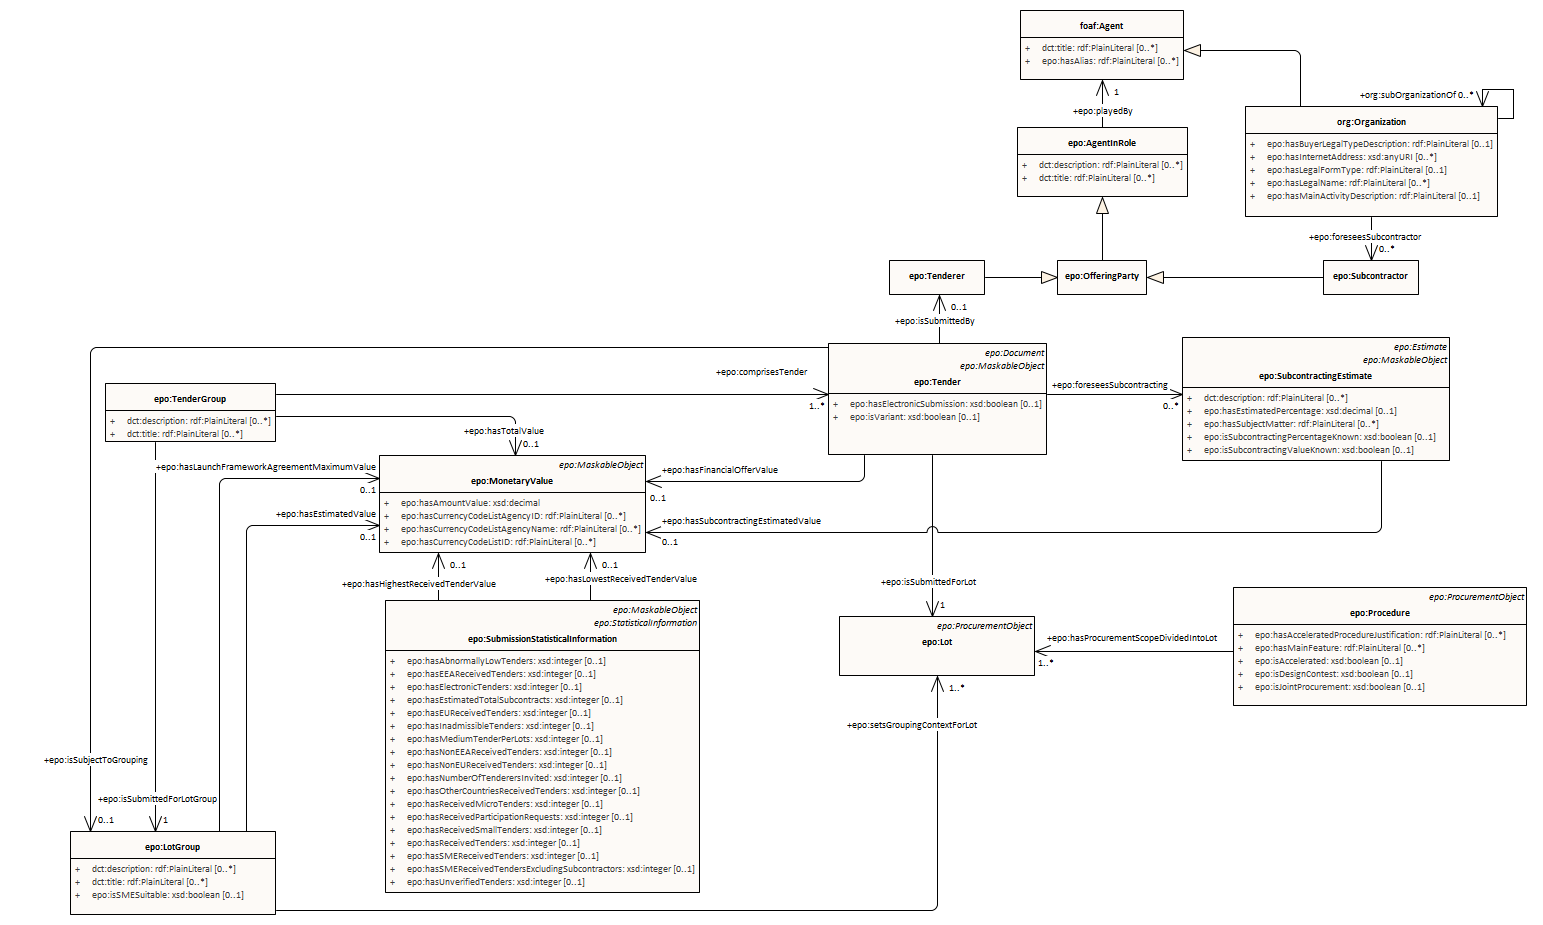 foaf:Agent
+ dct:title: rdf:PlainLiteral [0..*]
+ epo:hasAlias: rdf:PlainLiteral [0..*]
1
+epo:playedBy
+org:subOrganizationOf 0..*
org:Organization
+ epo:hasBuyerLegalTypeDescription: rdf:PlainLiteral [0..1]
+ epo:hasInternetAddress: xsd:anyURI [0..*]
+ epo:hasLegalFormType: rdf:PlainLiteral [0..1]
+ epo:hasLegalName: rdf:PlainLiteral [0..*]
+ epo:hasMainActivityDescription: rdf:PlainLiteral [0..1]
epo:AgentInRole
+ dct:description: rdf:PlainLiteral [0..*]
+ dct:title: rdf:PlainLiteral [0..*]
+epo:foreseesSubcontractor
0..*
epo:Tenderer
epo:OfferingParty
epo:Subcontractor
0..1
+epo:isSubmittedBy
epo:Document
epo:MaskableObject
epo:Tender
+ epo:hasElectronicSubmission: xsd:boolean [0..1]
+ epo:isVariant: xsd:boolean [0..1]
+epo:foreseesSubcontracting
0..*
epo:Estimate
epo:MaskableObject
epo:SubcontractingEstimate
+ dct:description: rdf:PlainLiteral [0..*]
+ epo:hasEstimatedPercentage: xsd:decimal [0..1]
+ epo:hasSubjectMatter: rdf:PlainLiteral [0..*]
+ epo:isSubcontractingPercentageKnown: xsd:boolean [0..1]
+ epo:isSubcontractingValueKnown: xsd:boolean [0..1]
+epo:comprisesTender
1..*
epo:TenderGroup
+ dct:description: rdf:PlainLiteral [0..*]
+ dct:title: rdf:PlainLiteral [0..*]
+epo:hasTotalValue
0..1
+epo:hasLaunchFrameworkAgreementMaximumValue
0..1
+epo:hasEstimatedValue
0..1
epo:MaskableObject
epo:MonetaryValue
+ epo:hasAmountValue: xsd:decimal
+ epo:hasCurrencyCodeListAgencyID: rdf:PlainLiteral [0..*]
+ epo:hasCurrencyCodeListAgencyName: rdf:PlainLiteral [0..*]
+ epo:hasCurrencyCodeListID: rdf:PlainLiteral [0..*]
+epo:hasFinancialOfferValue
0..1
+epo:hasSubcontractingEstimatedValue
0..1
0..1
+epo:hasHighestReceivedTenderValue
0..1
+epo:hasLowestReceivedTenderValue
epo:MaskableObject
epo:StatisticalInformation
epo:SubmissionStatisticalInformation
+ epo:hasAbnormallyLowTenders: xsd:integer [0..1]
+ epo:hasEEAReceivedTenders: xsd:integer [0..1]
+ epo:hasElectronicTenders: xsd:integer [0..1]
+ epo:hasEstimatedTotalSubcontracts: xsd:integer [0..1]
+ epo:hasEUReceivedTenders: xsd:integer [0..1]
+ epo:hasInadmissibleTenders: xsd:integer [0..1]
+ epo:hasMediumTenderPerLots: xsd:integer [0..1]
+ epo:hasNonEEAReceivedTenders: xsd:integer [0..1]
+ epo:hasNonEUReceivedTenders: xsd:integer [0..1]
+ epo:hasNumberOfTenderersInvited: xsd:integer [0..1]
+ epo:hasOtherCountriesReceivedTenders: xsd:integer [0..1]
+ epo:hasReceivedMicroTenders: xsd:integer [0..1]
+ epo:hasReceivedParticipationRequests: xsd:integer [0..1]
+ epo:hasReceivedSmallTenders: xsd:integer [0..1]
+ epo:hasReceivedTenders: xsd:integer [0..1]
+ epo:hasSMEReceivedTenders: xsd:integer [0..1]
+ epo:hasSMEReceivedTendersExcludingSubcontractors: xsd:integer [0..1]
+ epo:hasUnverifiedTenders: xsd:integer [0..1]
+epo:isSubmittedForLot
1
epo:ProcurementObject
epo:Lot
+epo:hasProcurementScopeDividedIntoLot
1..*
epo:ProcurementObject
epo:Procedure
+ epo:hasAcceleratedProcedureJustification: rdf:PlainLiteral [0..*]
+ epo:hasMainFeature: rdf:PlainLiteral [0..*]
+ epo:isAccelerated: xsd:boolean [0..1]
+ epo:isDesignContest: xsd:boolean [0..1]
+ epo:isJointProcurement: xsd:boolean [0..1]
1..*
+epo:setsGroupingContextForLot
+epo:isSubjectToGrouping
0..1
+epo:isSubmittedForLotGroup
1
epo:LotGroup
+ dct:description: rdf:PlainLiteral [0..*]
+ dct:title: rdf:PlainLiteral [0..*]
+ epo:isSMESuitable: xsd:boolean [0..1]